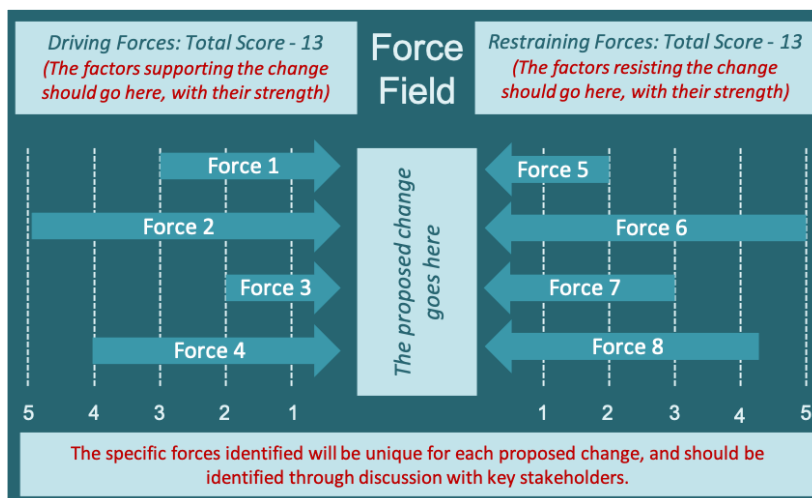 Driving Forces: Total Score - 13
(The factors supporting the change
should go here, with their strength)
Force
Field
Restraining Forces: Total Score - 13
(The factors resisting the change
should go here, with their strength)
Force 1
Force 2
Force 3
Force 4
The proposed change
goes here
Force 5
Force 6
Force 7
Force 8
5 4 3 2 1
1 2 3 4 5
The specific forces identified will be unique for each proposed change, and should be
identified through discussion with key stakeholders.